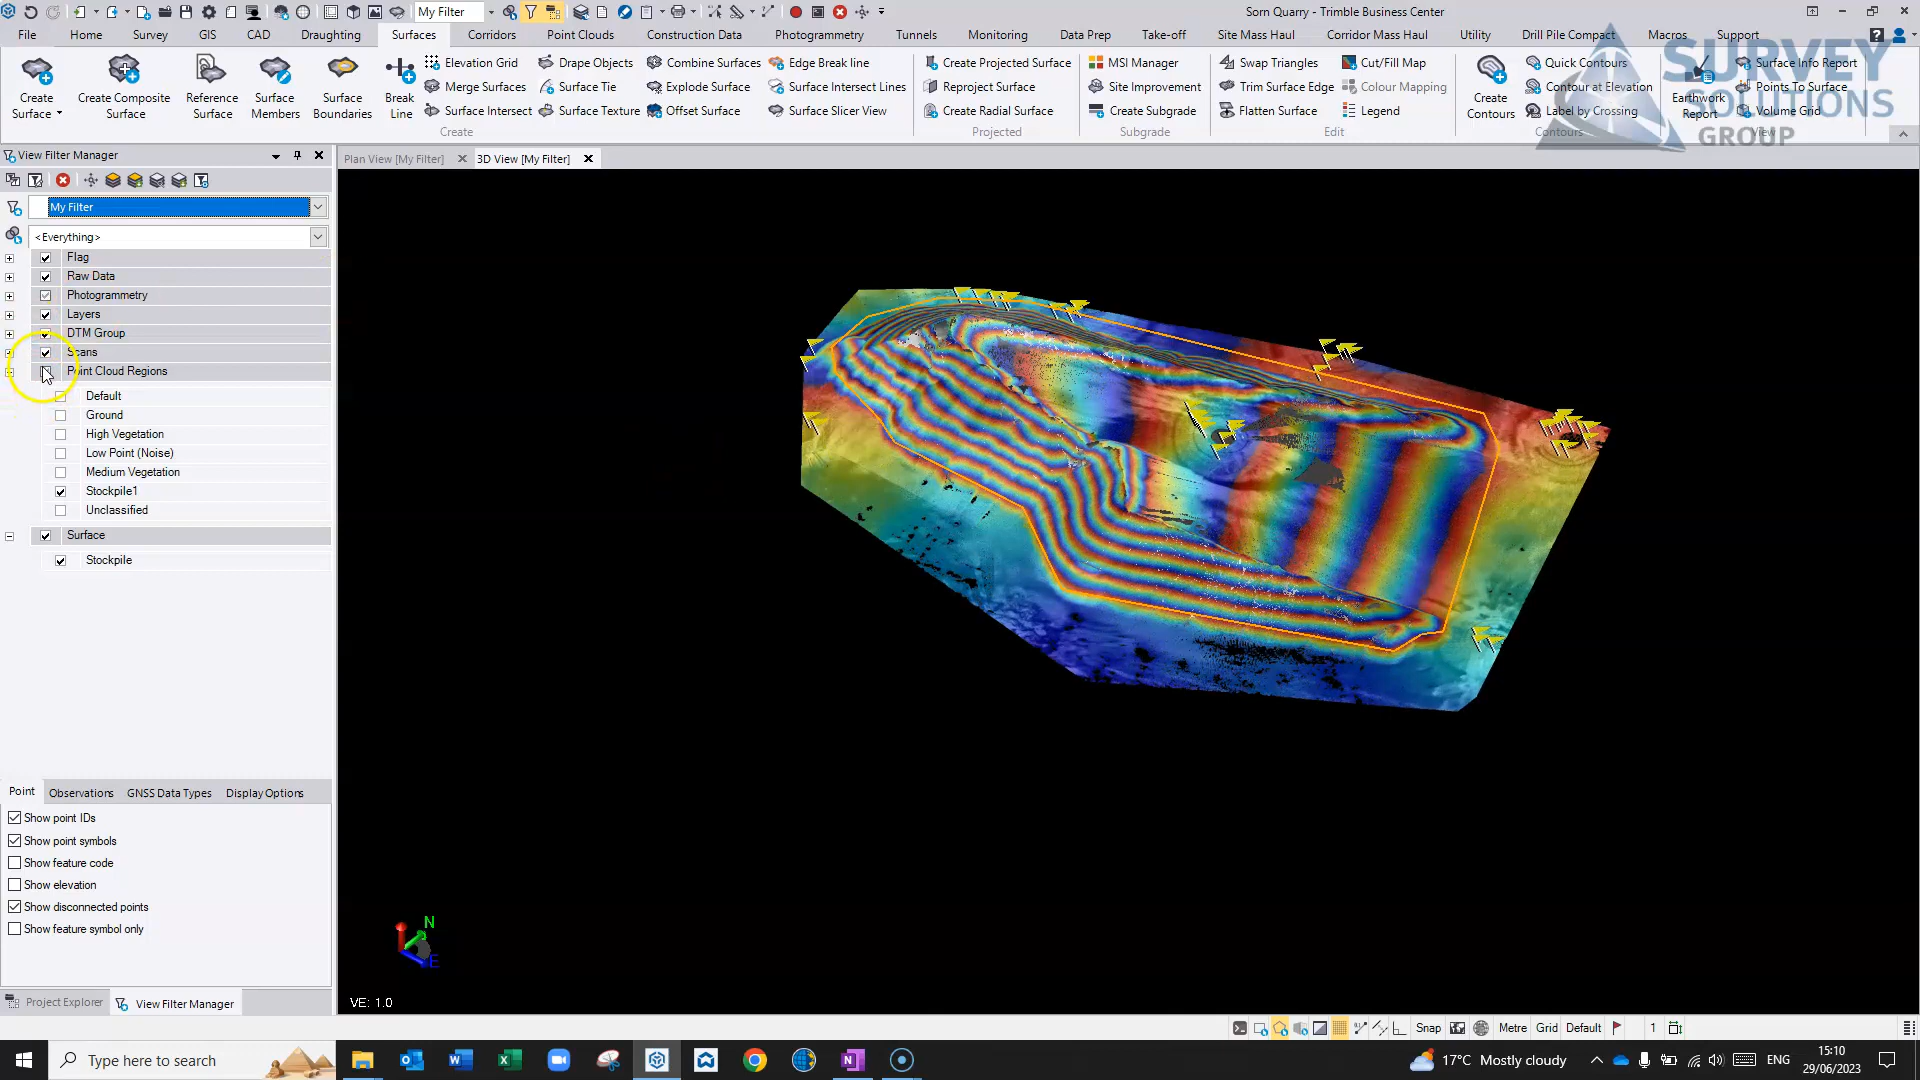 My Filter
Sorn Quarry - Trimble Business Center
File Home Survey GIS CAD Draughting Surfaces Corridors Point Clouds Construction Data Photogrammetry Tunnels Monitoring Data Prep Take-off Site Mass Haul Corridor Mass Haul Utility Drill Pile Compact Macros Support
Create Surface
Create Composite Surface
Reference Surface
Surface Members
Surface Boundaries
Break Line
Elevation Grid
Merge Surfaces
Surface Intersect
Drape Objects
Surface Tie
Surface Texture
Combine Surfaces
Explode Surface
Offset Surface
Edge Break line
Surface Intersect Lines
Surface Slicer View
Create
Create Projected Surface
Reproject Surface
Create Radial Surface
Projected
MSI Manager
Site Improvement
Create Subgrade
Subgrade
Swap Triangles
Trim Surface Edge
Flatten Surface
Cut/Fill Map
Colour Mapping
Legend
Edit
Create Contours
Quick Contours
Contour at Elevation
Label by Crossing
Contours
Earthwork Report
Surface Info Report
Points To Surface
Volume Grid
View
SURVEY
SOLUTIONS
GROUP
View Filter Manager
Plan View [My Filter]
3D View [My Filter]
My Filter
<Everything>
Flag
Raw Data
Photogrammetry
Layers
DTM Group
Scans
Point Cloud Regions
Default
Ground
High Vegetation
Low Point (Noise)
Medium Vegetation
Stockpile1
Unclassified
Surface
Stockpile
Point Observations GNSS Data Types Display Options
Show point IDs
Show point symbols
Show feature code
Show elevation
Show disconnected points
Show feature symbol only
N
E
VE: 1.0
Project Explorer View Filter Manager
Snap Metre Grid Default 1
Type here to search
17°C Mostly cloudy
ENG
15:10
29/06/2023